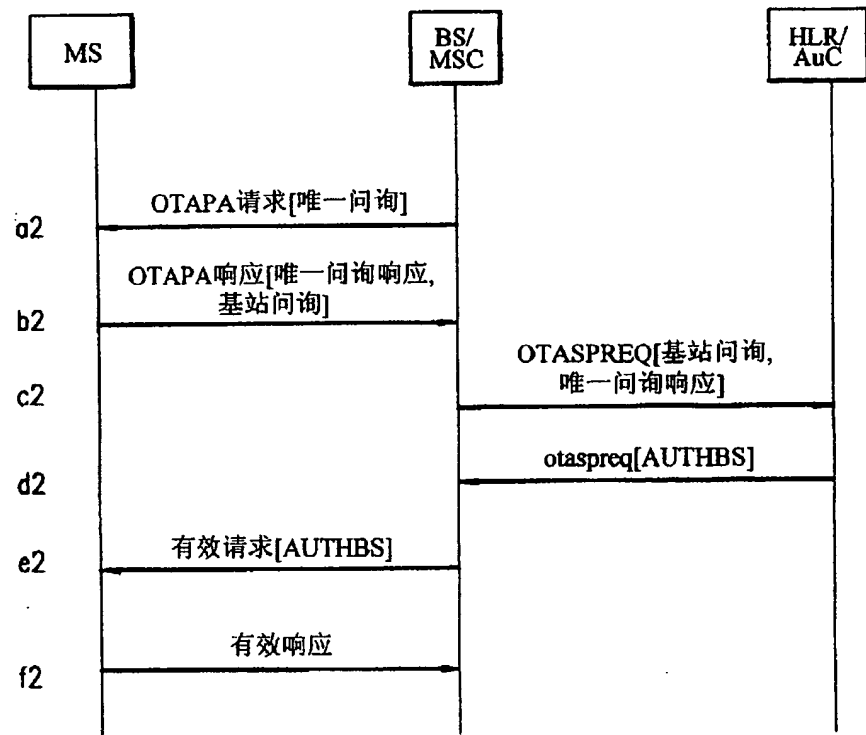 MS
BS/
MSC
HLR/
AuC
a2
OTAPA请求[唯一问询]
b2
OTAPA响应[唯一问询响应,
基站问询]
c2
OTASPREQ[基站问询,
唯一问询响应]
d2
otaspreq[AUTHBS]
e2
有效请求[AUTHBS]
f2
有效响应